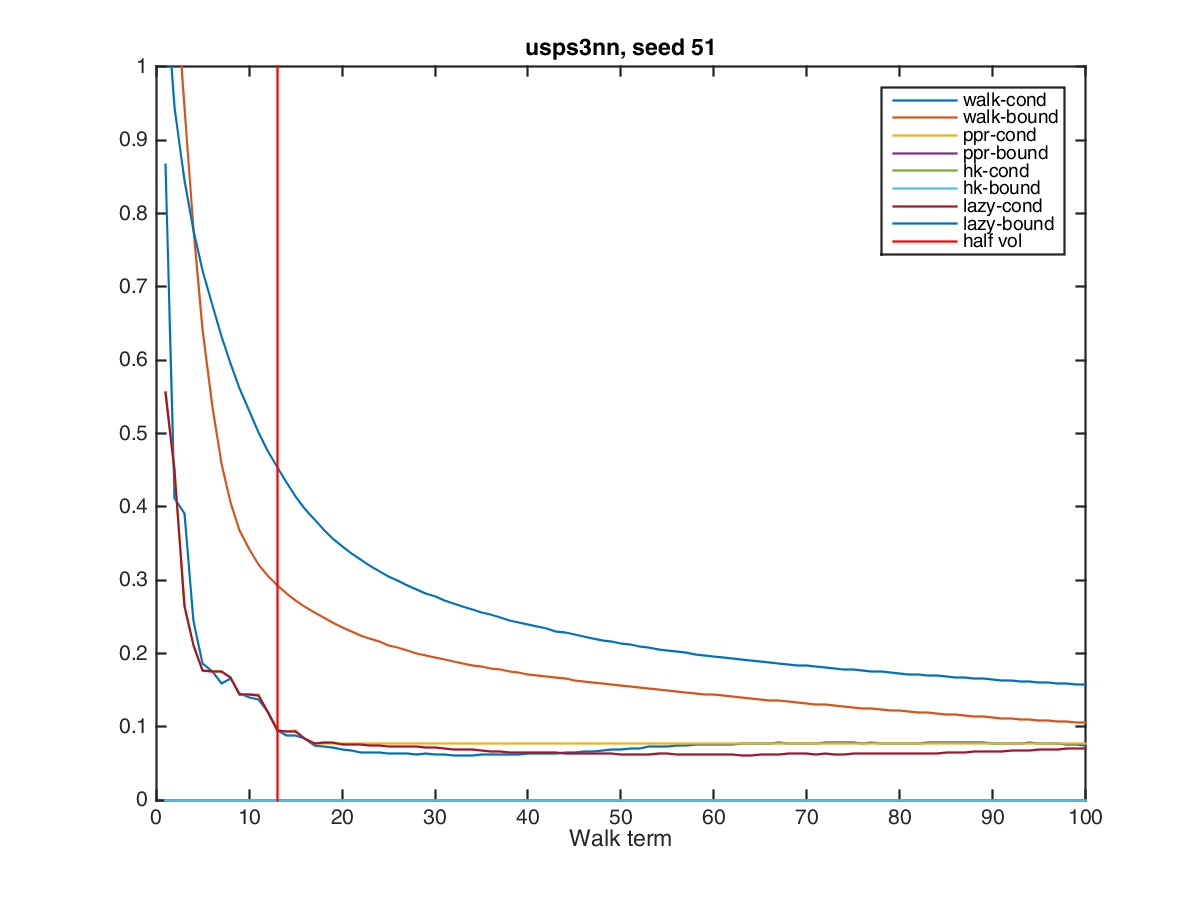 usps3nn, seed 51
1
0.9
0.8
0.7
0.6
0.5
0.4
0.3
0.2
0.1
0
walk-cond
walk-bound
ppr-cond
ppr-bound
hk-cond
hk-bound
lazy-cond
lazy-bound
half vol
0 10 20 30 40 50 60 70 80 90 100
Walk term